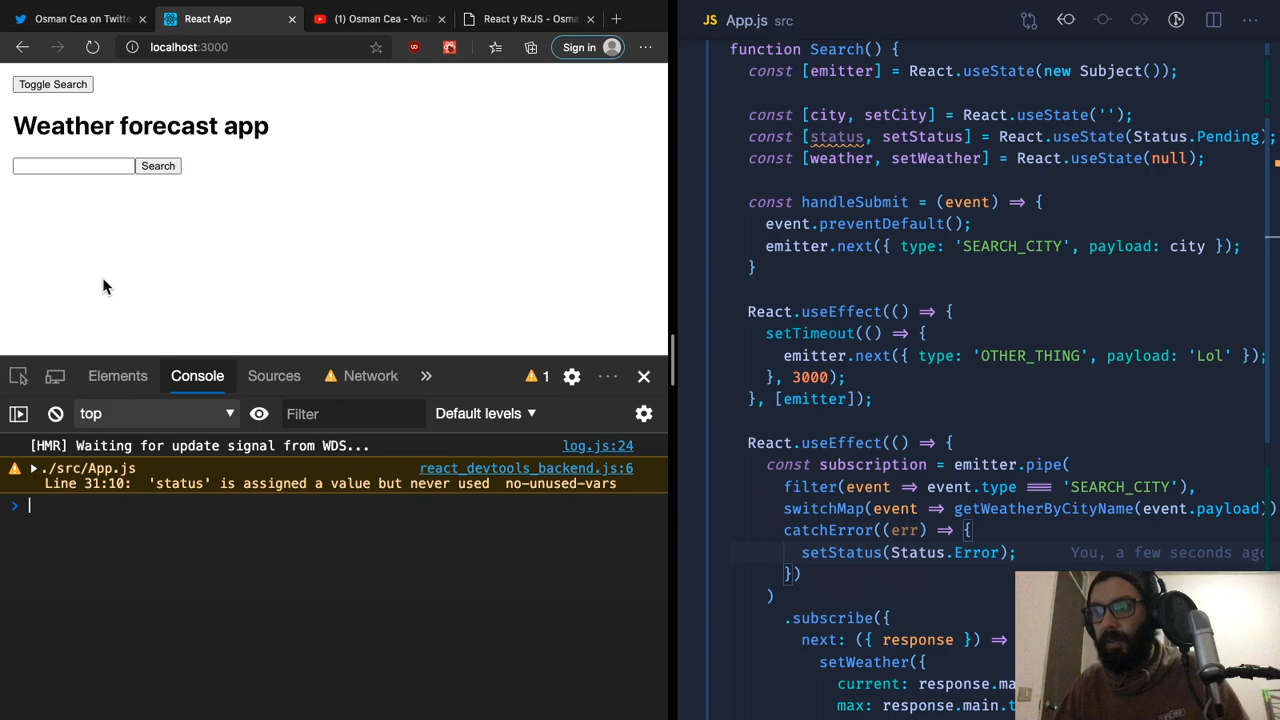 Osman Cea on Twitte
React App
(1) Osman Cea - YouT
React y RxJS - Osma
localhost:3000
Sign in
Toggle Search
Weather forecast app
Search
Elements
Console
Sources
Network
1
top
Filter
Default levels
[HMR] Waiting for update signal from WDS...
log.js:24
./src/App.js
react_devtools_backend.js:6
Line 31:10:  'status' is assigned a value but never used  no-unused-vars
JS App.js src
function Search() {
const [emitter] = React.useState(new Subject());
const [city, setCity] = React.useState('');
const [status, setStatus] = React.useState(Status.Pending);
const [weather, setWeather] = React.useState(null);
const handleSubmit = (event) => {
event.preventDefault();
emitter.next({ type: 'SEARCH_CITY', payload: city });
}
React.useEffect(() => {
setTimeout(() => {
emitter.next({ type: 'OTHER_THING', payload: 'Lol' });
}, 3000);
}, [emitter]);
React.useEffect(() => {
const subscription = emitter.pipe(
filter(event => event.type === 'SEARCH_CITY'),
switchMap(event => getWeatherByCityName(event.payload))
catchError((err) => {
setStatus(Status.Error);
You, a few seconds ago
})
)
.subscribe({
next: ({ response }) =>
setWeather({
current: response.ma
max: response.main.t